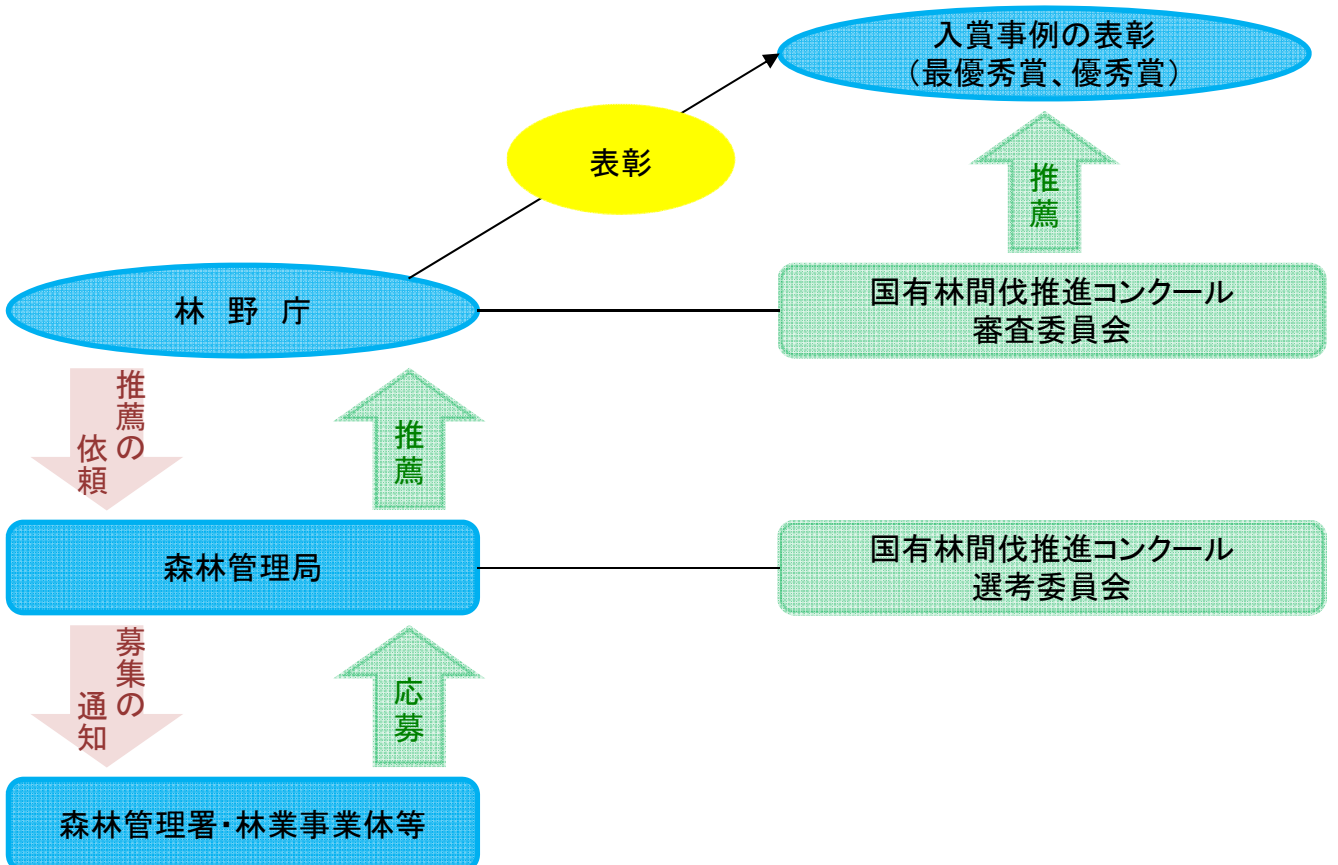 入賞事例の表彰
（最優秀賞、優秀賞）
表彰
推薦
林 野 庁
国有林間伐推進コンクール
審査委員会
推薦の
依頼
推薦
森林管理局
国有林間伐推進コンクール
選考委員会
募集の
通知
応募
森林管理署・林業事業体等